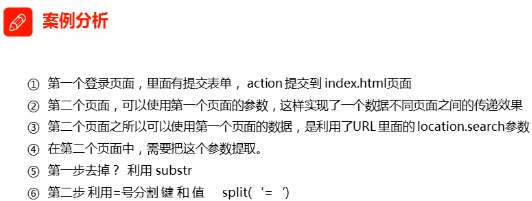 案例分析
① 第一个登录页面，里面有提交表单， action 提交到 index.html页面
② 第二个页面，可以使用第一个页面的参数，这样实现了一个数据不同页面之间的传递效果
③ 第二个页面之所以可以使用第一个页面的数据，是利用了URL 里面的 location.search参数
④ 在第二个页面中，需要把这个参数提取。
⑤ 第一步去掉？ 利用 substr
⑥ 第二步 利用=号分割 键 和 值 split(‘=‘)